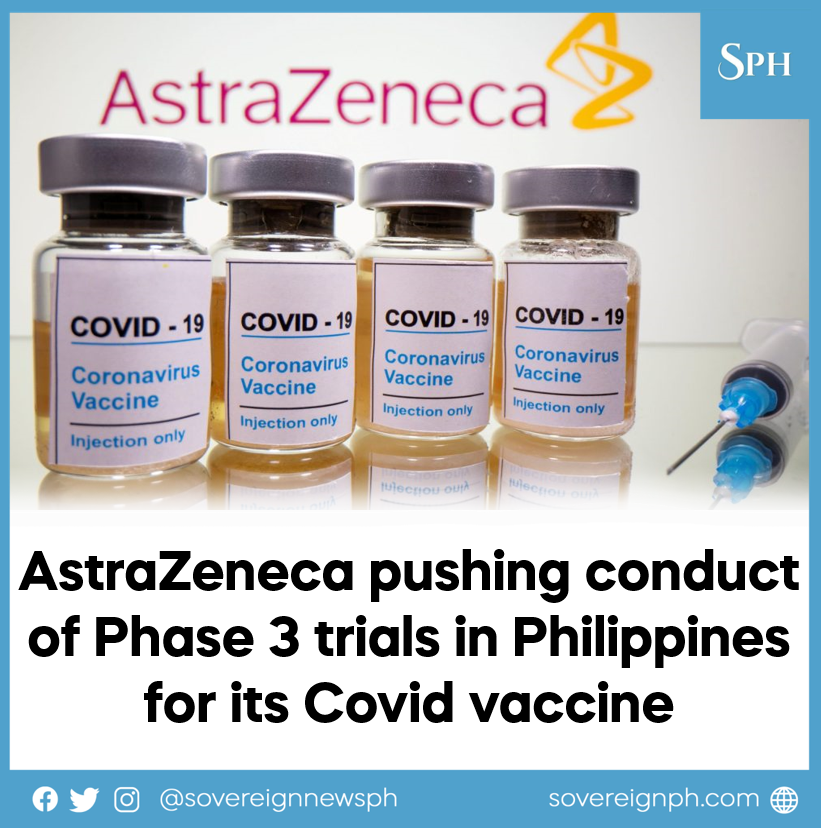 AstraZeneca
SPH
COVID - 19
Coronavirus
Vaccine
Injection only
COVID - 19
Coronavirus
Vaccine
Injection only
COVID - 19
Coronavirus
Vaccine
Injection only
COVID - 19
Coronavirus
Vaccine
Injection only
AstraZeneca pushing conduct
of Phase 3 trials in Philippines
for its Covid vaccine
@sovereignnewsph
sovereignph.com